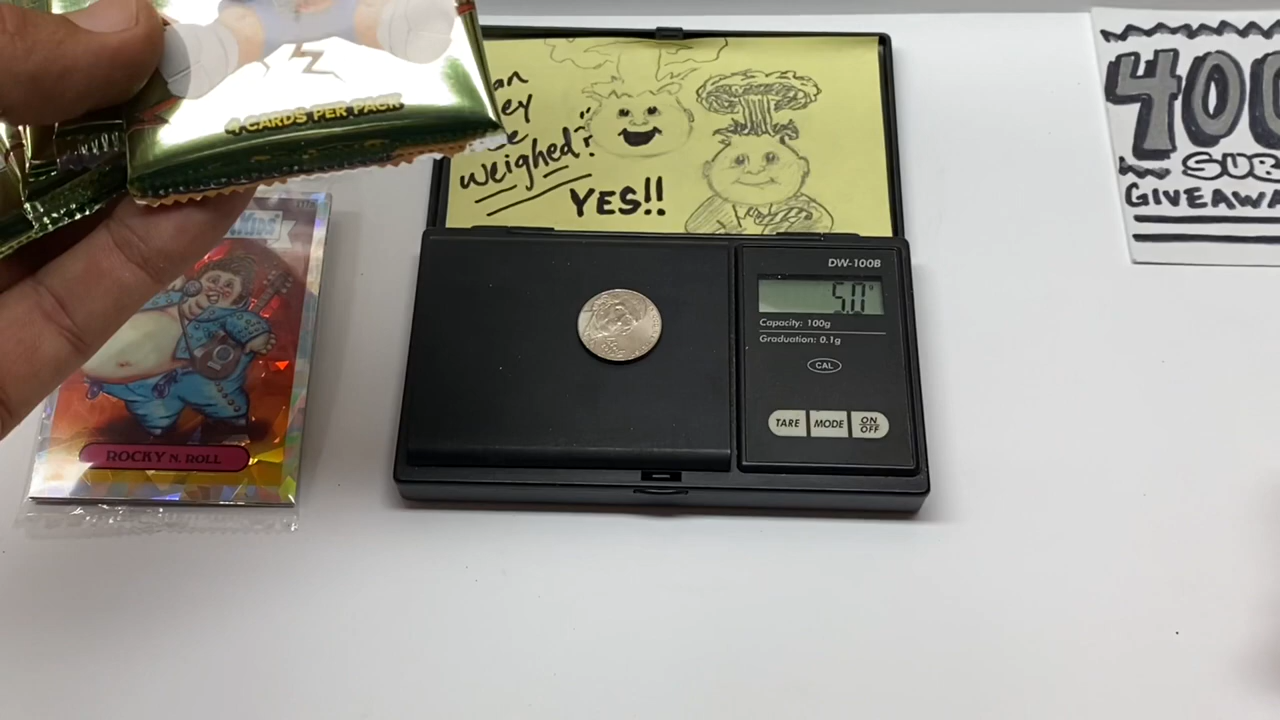 4 CARDS PER PACK
weighed?
YES!!
400
SUB
GIVEAWA
KIDS
ROCKY N. ROLL
DW-100B
5.0
Capacity: 100g
Graduation: 0.1g
CAL
TARE
MODE
ON
OFF